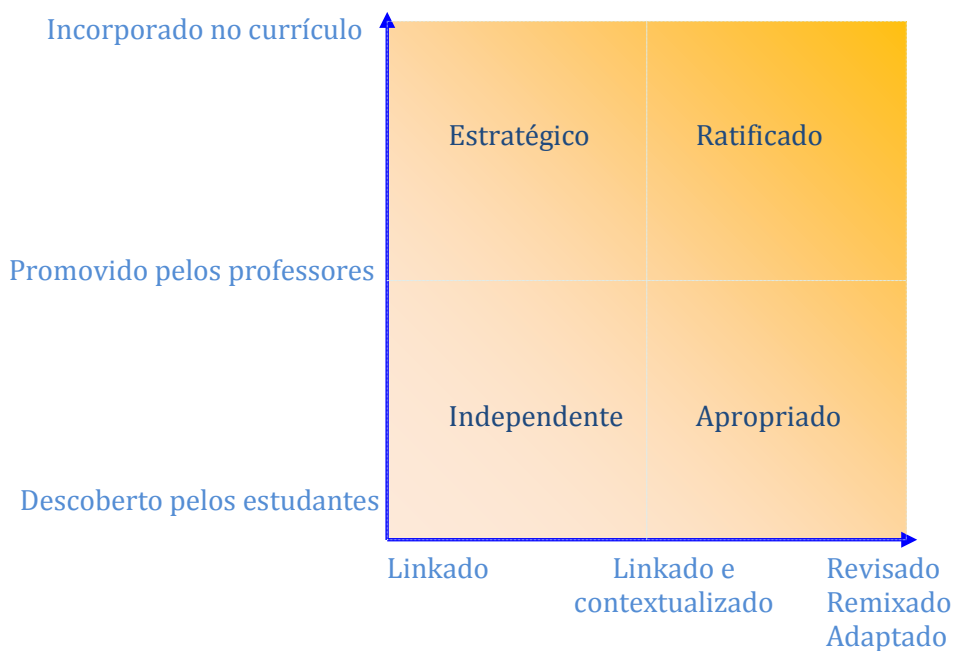 Incorporado no currículo
Estratégico
Ratificado
Promovido pelos professores
Independente
Apropriado
Descoberto pelos estudantes
Linkado
Linkado e
contextualizado
Revisado
Remixado
Adaptado